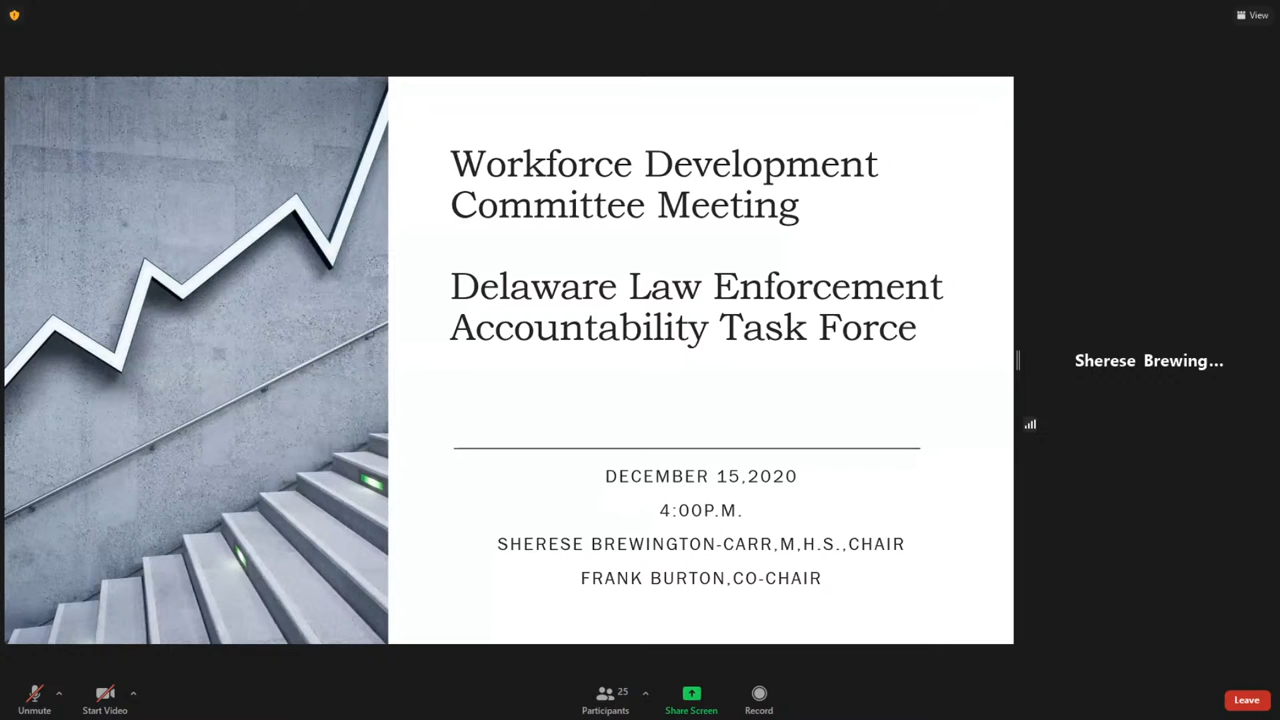 View
Workforce Development
Committee Meeting
Delaware Law Enforcement
Accountability Task Force
DECEMBER 15,2020
4:00P.M.
SHERESE BREWINGTON-CARR,M,H.S.,CHAIR
FRANK BURTON,CO-CHAIR
Sherese Brewing...
Unmute
Start Video
25
Participants
Share Screen
Record
Leave